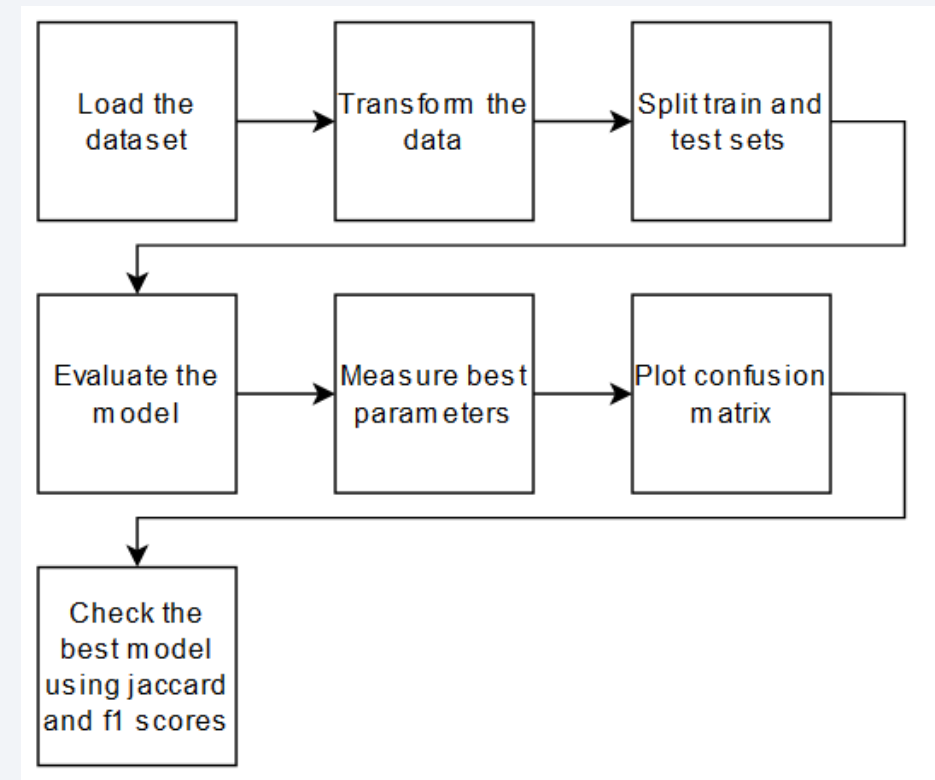 Load the
dataset
Transform the
data
Split train and
test sets
Evaluate the
model
Measure best
parameters
Plot confusion
matrix
Check the
best model
using jaccard
and f1 scores